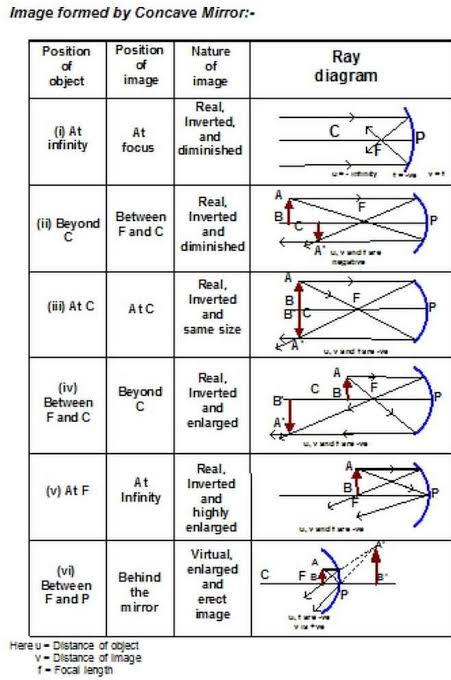 Image formed by Concave Mirror:-
Position of object
Position of image
Nature of image
Ray diagram
(i) At infinity
At focus
Real, Inverted, and diminished
C
F
P
u = - infinity
f = -ve
v = f
(ii) Beyond C
Between F and C
Real, Inverted and diminished
A
B
C
F
P
A'
u, v and f are negative
(iii) At C
At C
Real, Inverted and same size
A
B
B'
C
F
P
A'
u, v and f are -ve
(iv) Between F and C
Beyond C
Real, Inverted and enlarged
A
C
B
F
B'
P
A'
u, v and f are -ve
(v) At F
At Infinity
Real, Inverted and highly enlarged
A
B
F
P
u, v and f are -ve
(vi) Between F and P
Behind the mirror
Virtual, enlarged and erect image
A
A'
C
F
B
B'
P
u, f are -ve
v is +ve
Here u = Distance of object
v = Distance of Image
f = Focal length